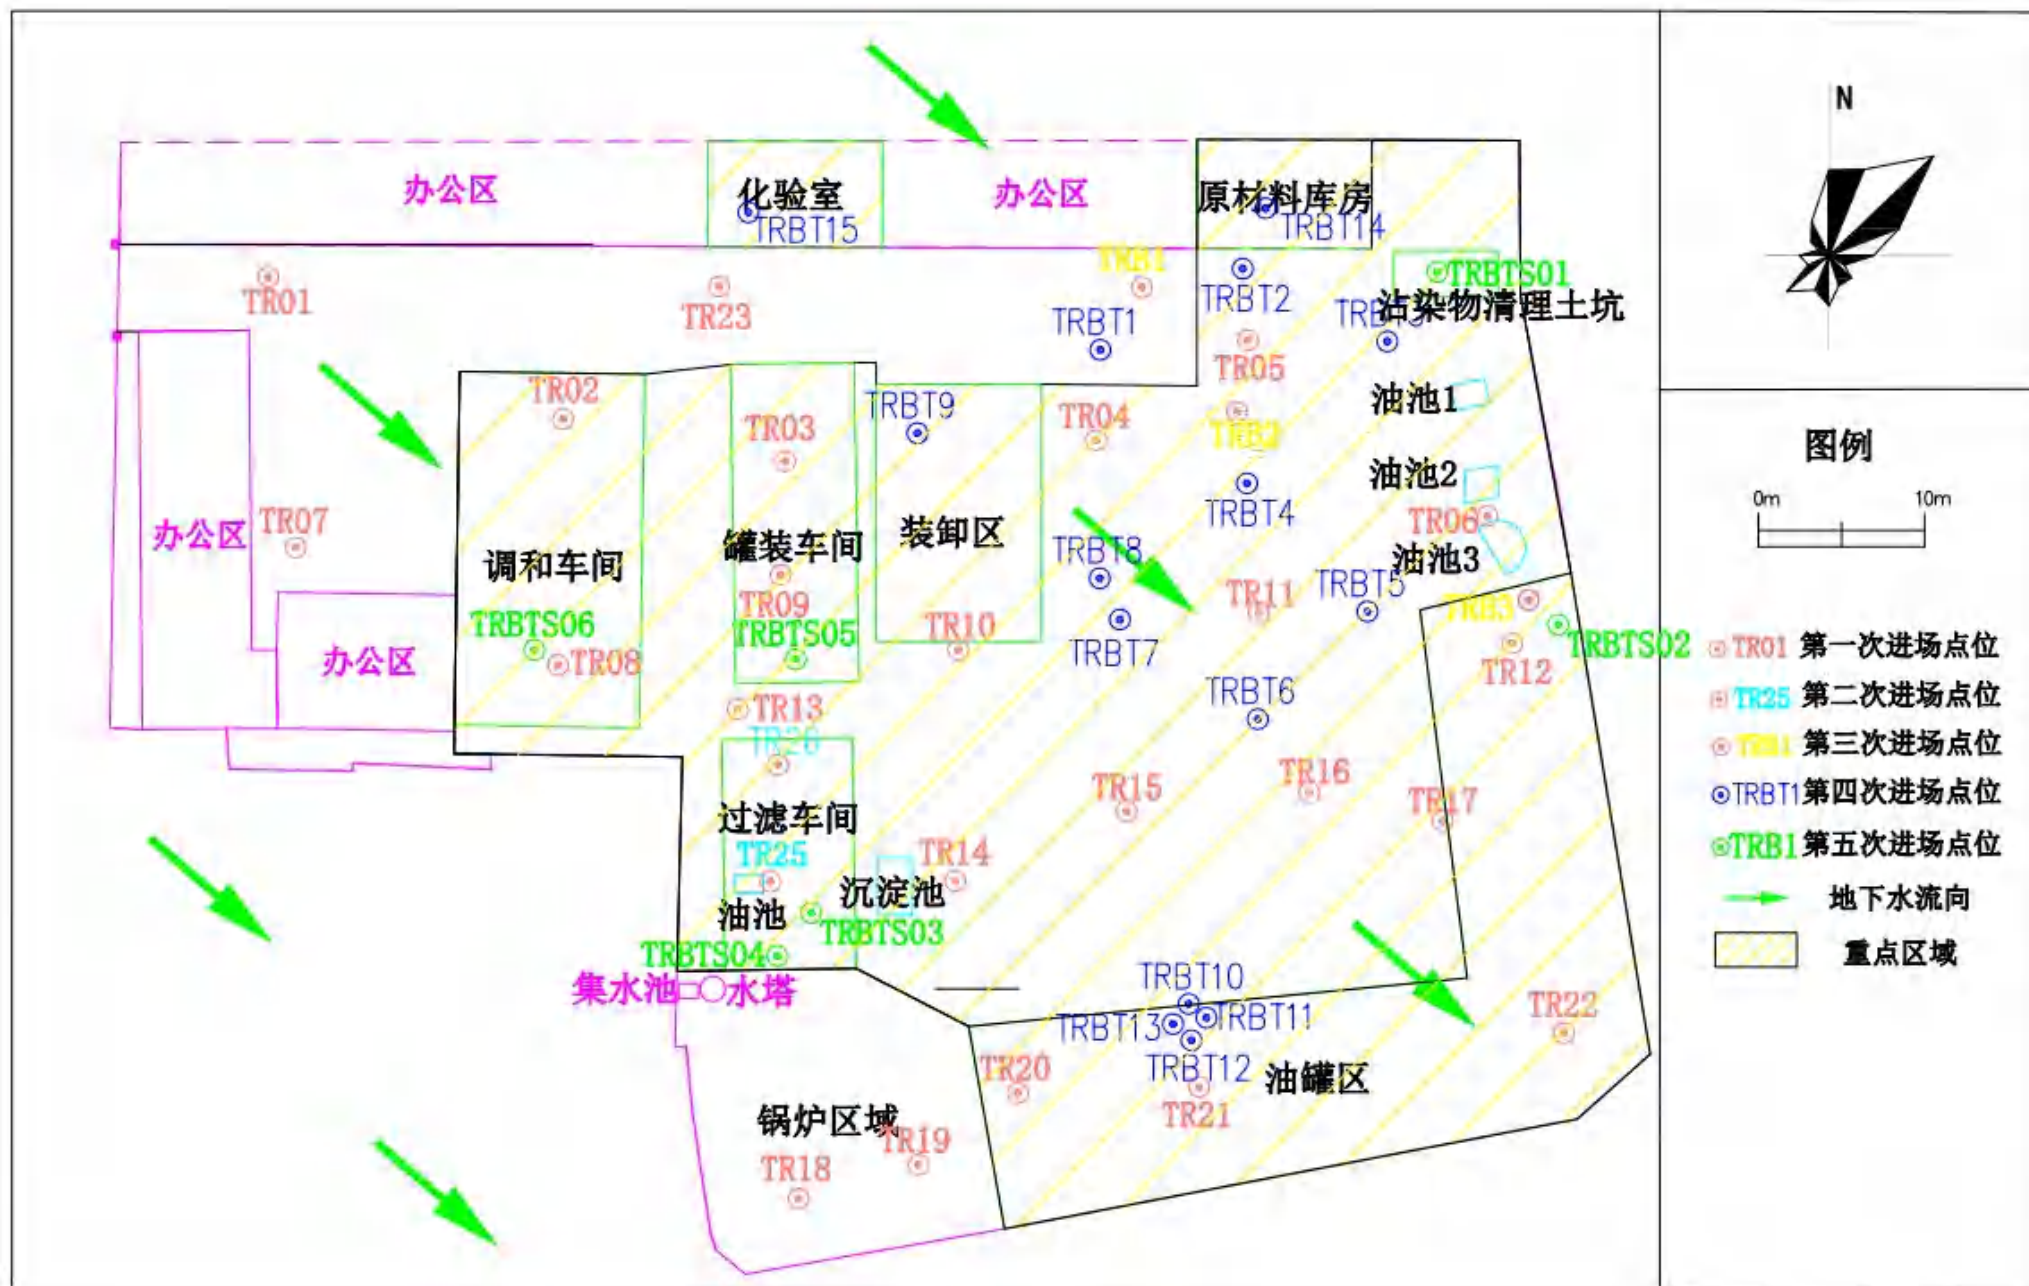 N
办公区
化验室
TRBT15
办公区
原材料库房
TRBT14
TR01
TR23
TRB1
TRBT1
TRBT2
TRBTS01
沾染物清理土坑
TR05
TR02
TR03
TRBT9
TR04
TRB2
油池1
油池2
TR06
油池3
图例
0m
10m
TR07
办公区
调和车间
罐装车间
装卸区
TRBT4
TRBT8
TR11
TRBT5
TR09
TRBTS06
TR08
TRBTS05
TR10
TRBT7
TRB3
TR12
TRBTS02
办公区
TR13
TRBT6
过滤车间
TR25
TR14
TR15
TR16
TR17
油池
沉淀池
TRBTS03
TRBTS04
集水池
水塔
TRBT10
TRBT13
TRBT11
TRBT12
TR22
TR20
TR21
油罐区
锅炉区域
TR19
TR18
TR01 第一次进场点位
TR25 第二次进场点位
第三次进场点位
TRBT1 第四次进场点位
TRB1 第五次进场点位
地下水流向
重点区域